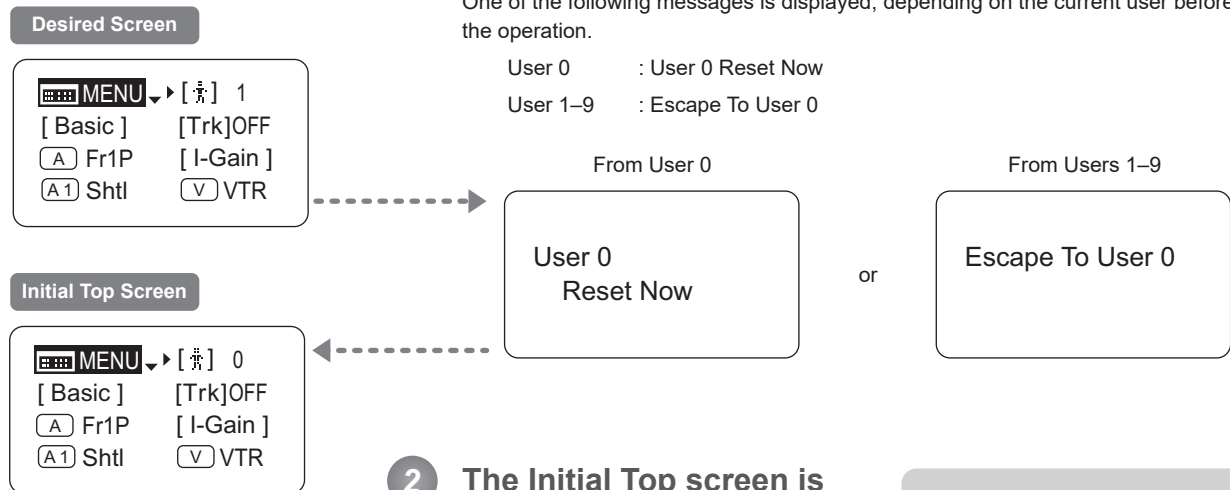 One of the following messages is displayed, depending on the current user before
the operation.
User 0 : User 0 Reset Now
User 1–9 : Escape To User 0
Desired Screen
MENU [ ] 1
[ Basic ] [Trk]OFF
A Fr1P [ I-Gain ]
A1 Shtl V VTR
From User 0
User 0
Reset Now
or
From Users 1–9
Escape To User 0
Initial Top Screen
MENU [ ] 0
[ Basic ] [Trk]OFF
A Fr1P [ I-Gain ]
A1 Shtl V VTR
2 The Initial Top screen is